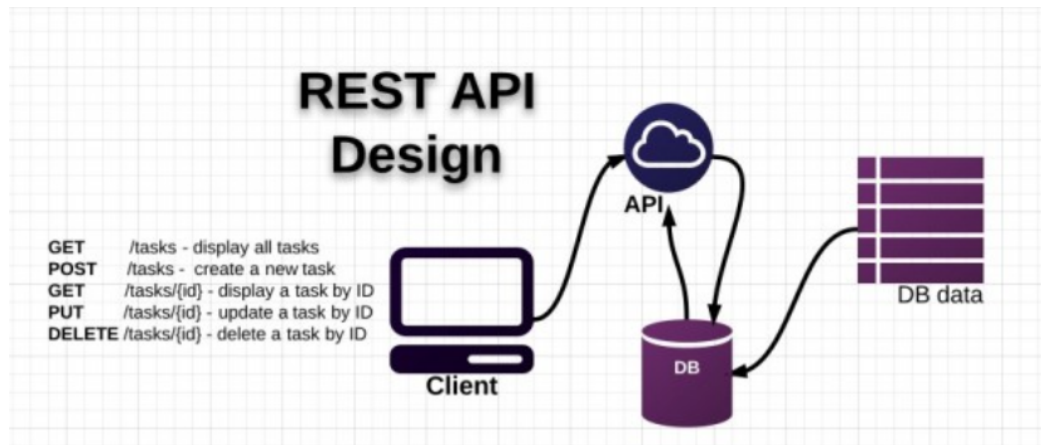 REST API
Design
GET /tasks - display all tasks
POST /tasks - create a new task
GET /tasks/{id} - display a task by ID
PUT /tasks/{id} - update a task by ID
DELETE /tasks/{id} - delete a task by ID
Client
API
DB
DB data